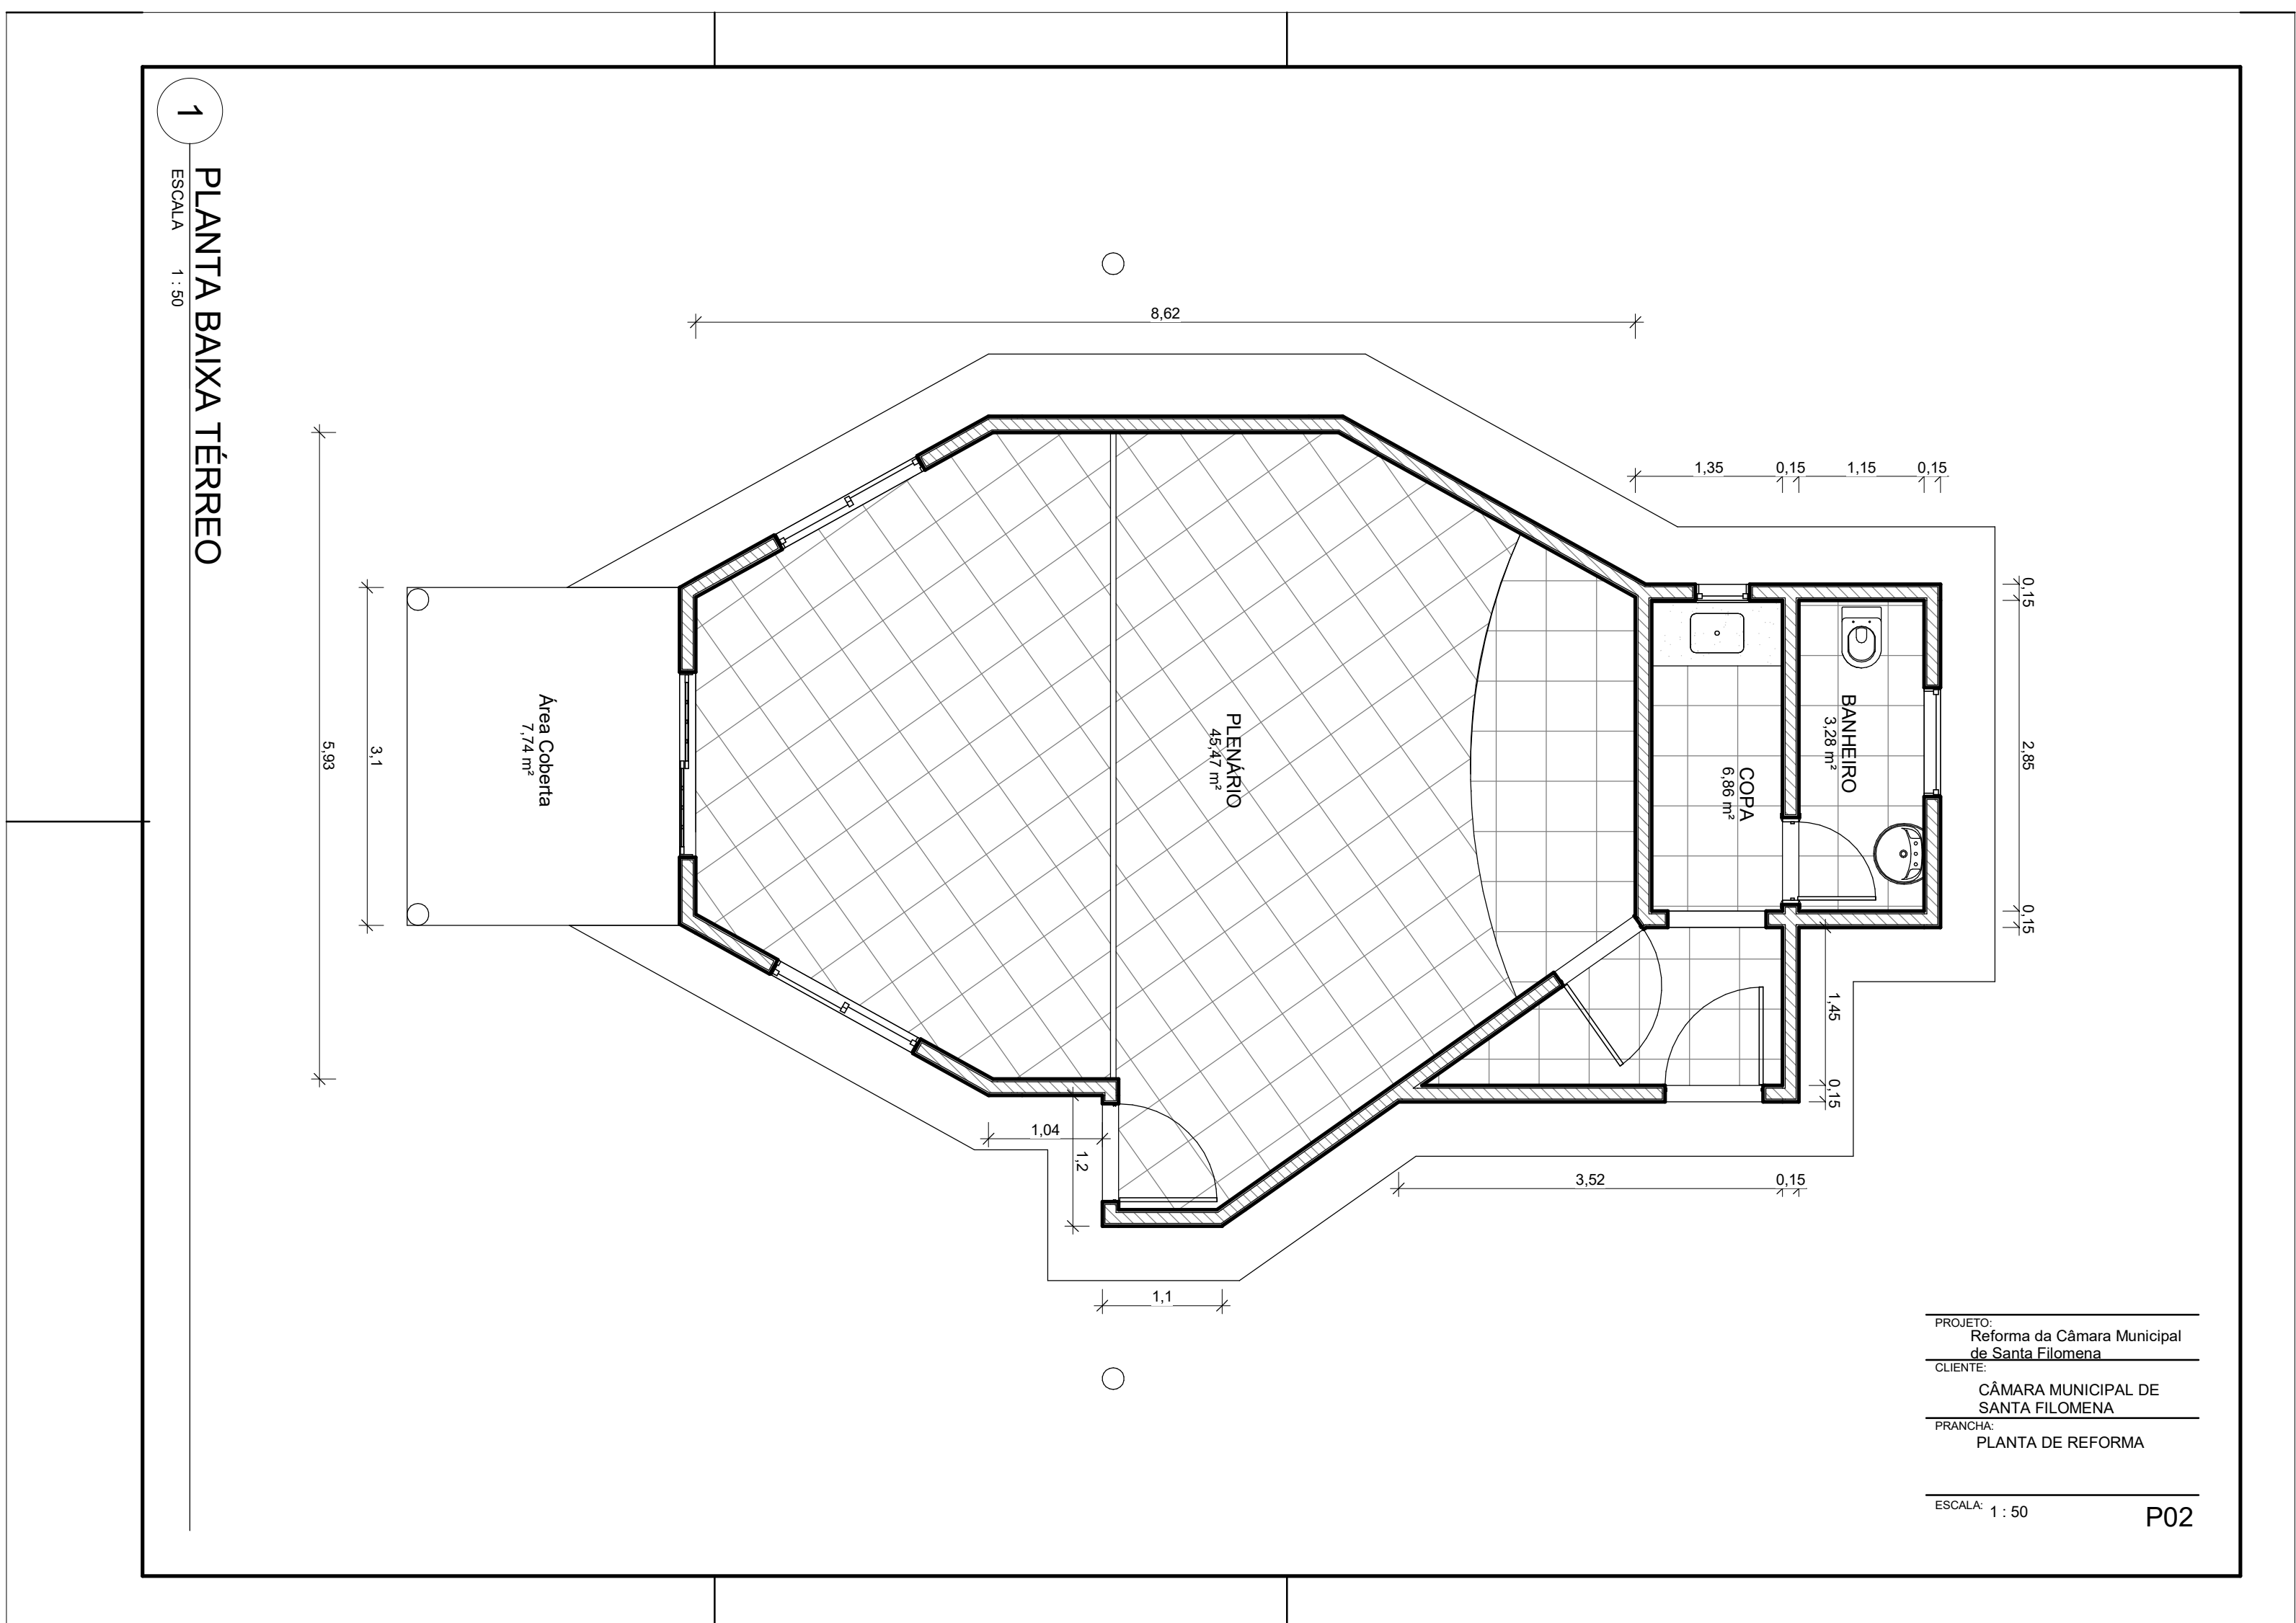 1
PLANTA BAIXA TÉRREO
ESCALA 1 : 50
8,62
1,35
0,15
1,15
0,15
0,15
2,85
0,15
1,45
0,15
5,93
3,1
Área Coberta
7,74 m²
PLENÁRIO
45,47 m²
COPA
6,86 m²
BANHEIRO
3,28 m²
1,04
1,2
1,1
3,52
0,15
PROJETO:
Reforma da Câmara Municipal
de Santa Filomena
CLIENTE:
CÂMARA MUNICIPAL DE
SANTA FILOMENA
PRANCHA:
PLANTA DE REFORMA
ESCALA: 1 : 50
P02